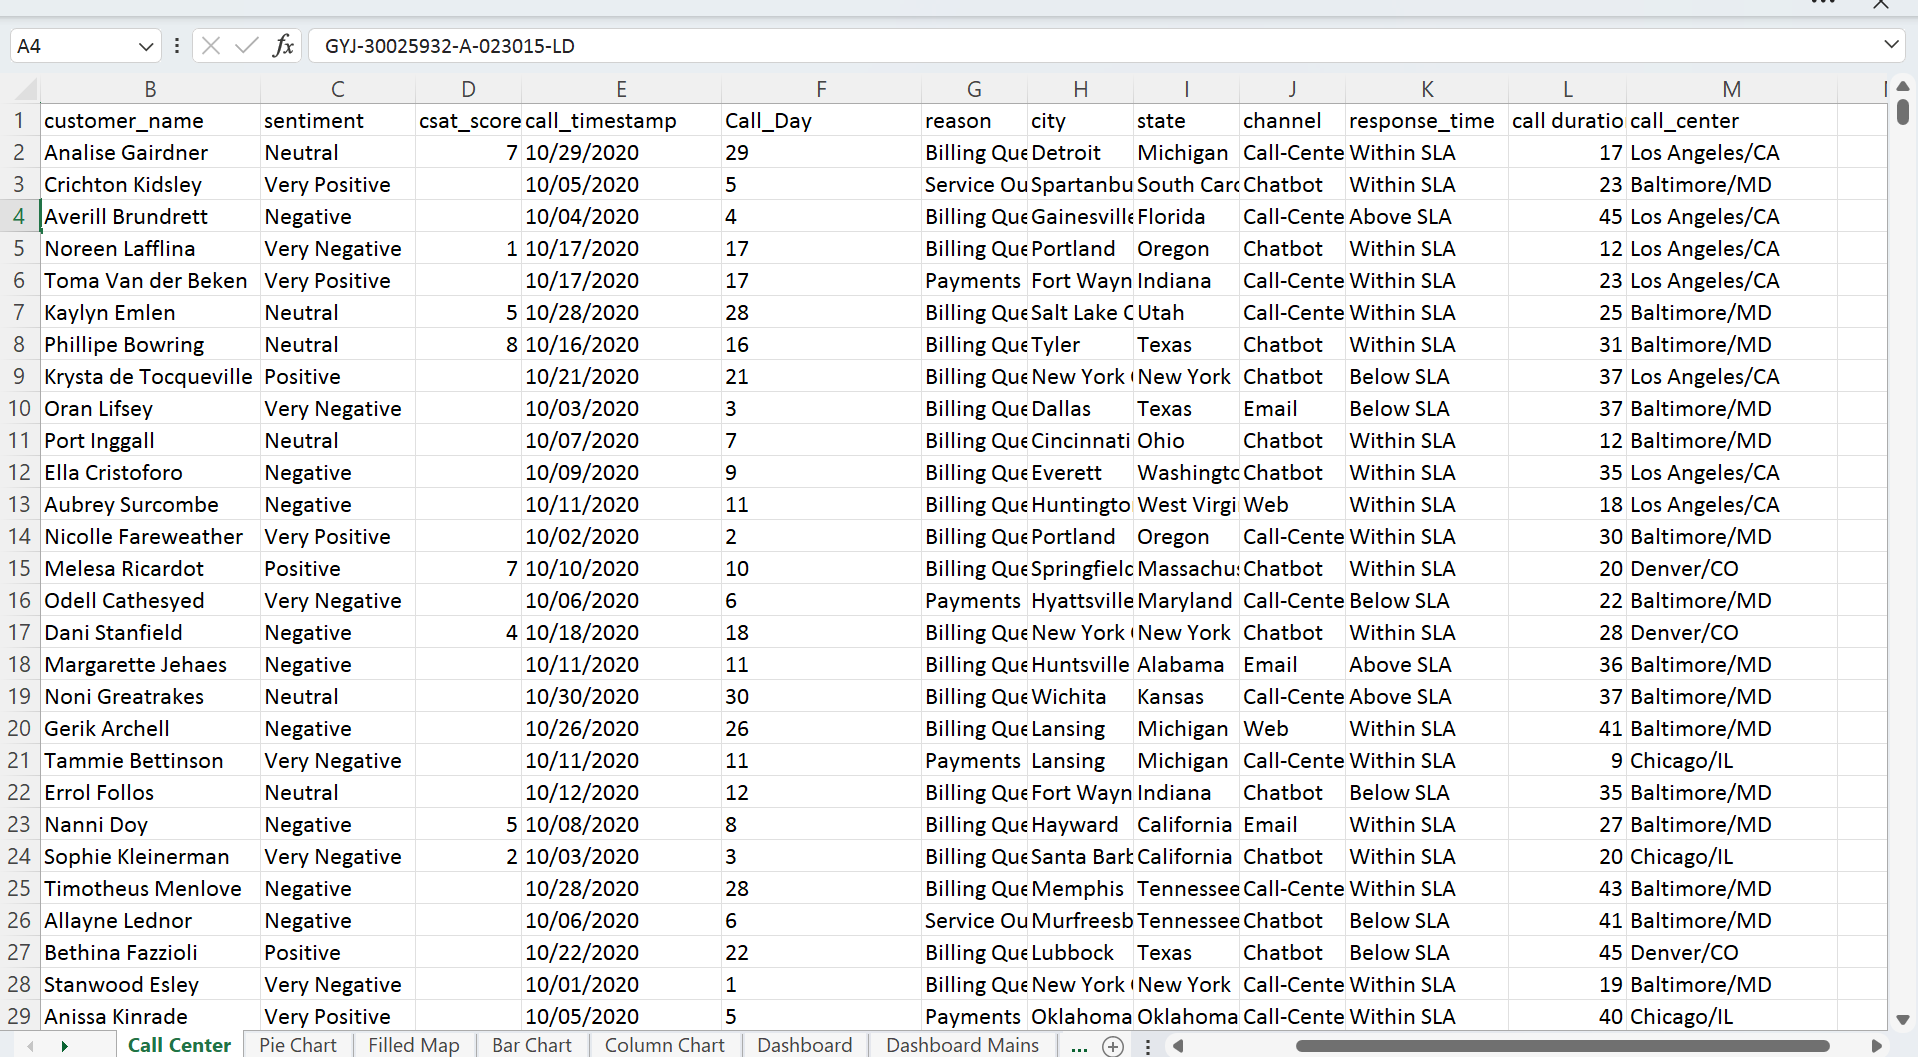 A4 fx GYJ-30025932-A-023015-LD
B C D E F G H I J K L M
1 customer_name sentiment csat_score call_timestamp Call_Day reason city state channel response_time call duratio call_center
2 Analise Gairdner Neutral 7 10/29/2020 29 Billing Que Detroit Michigan Call-Cente Within SLA 17 Los Angeles/CA
3 Crichton Kidsley Very Positive 10/05/2020 5 Service Ou Spartanbu South Carc Chatbot Within SLA 23 Baltimore/MD
4 Averill Brundrett Negative 10/04/2020 4 Billing Que Gainesville Florida Call-Cente Above SLA 45 Los Angeles/CA
5 Noreen Lafflina Very Negative 1 10/17/2020 17 Billing Que Portland Oregon Chatbot Within SLA 12 Los Angeles/CA
6 Toma Van der Beken Very Positive 10/17/2020 17 Payments Fort Wayn Indiana Call-Cente Within SLA 23 Los Angeles/CA
7 Kaylyn Emlen Neutral 5 10/28/2020 28 Billing Que Salt Lake C Utah Call-Cente Within SLA 25 Baltimore/MD
8 Phillipe Bowring Neutral 8 10/16/2020 16 Billing Que Tyler Texas Chatbot Within SLA 31 Baltimore/MD
9 Krysta de Tocqueville Positive 10/21/2020 21 Billing Que New York New York Chatbot Below SLA 37 Los Angeles/CA
10 Oran Lifsey Very Negative 10/03/2020 3 Billing Que Dallas Texas Email Below SLA 37 Baltimore/MD
11 Port Inggall Neutral 10/07/2020 7 Billing Que Cincinnati Ohio Chatbot Within SLA 12 Baltimore/MD
12 Ella Cristoforo Negative 10/09/2020 9 Billing Que Everett Washingtc Chatbot Within SLA 35 Los Angeles/CA
13 Aubrey Surcombe Negative 10/11/2020 11 Billing Que Huntingto West Virgi Web Within SLA 18 Los Angeles/CA
14 Nicolle Fareweather Very Positive 10/02/2020 2 Billing Que Portland Oregon Call-Cente Within SLA 30 Baltimore/MD
15 Melesa Ricardot Positive 7 10/10/2020 10 Billing Que Springfield Massachus Chatbot Within SLA 20 Denver/CO
16 Odell Cathesyed Very Negative 10/06/2020 6 Payments Hyattsville Maryland Call-Cente Below SLA 22 Baltimore/MD
17 Dani Stanfield Negative 4 10/18/2020 18 Billing Que New York New York Chatbot Within SLA 28 Denver/CO
18 Margarette Jehaes Negative 10/11/2020 11 Billing Que Huntsville Alabama Email Above SLA 36 Baltimore/MD
19 Noni Greatrakes Neutral 10/30/2020 30 Billing Que Wichita Kansas Call-Cente Above SLA 37 Baltimore/MD
20 Gerik Archell Negative 10/26/2020 26 Billing Que Lansing Michigan Web Within SLA 41 Baltimore/MD
21 Tammie Bettinson Very Negative 10/11/2020 11 Payments Lansing Michigan Call-Cente Within SLA 9 Chicago/IL
22 Errol Follos Neutral 10/12/2020 12 Billing Que Fort Wayn Indiana Chatbot Below SLA 35 Baltimore/MD
23 Nanni Doy Negative 5 10/08/2020 8 Billing Que Hayward California Email Within SLA 27 Baltimore/MD
24 Sophie Kleinerman Very Negative 2 10/03/2020 3 Billing Que Santa Barb California Chatbot Within SLA 20 Chicago/IL
25 Timotheus Menlove Negative 10/28/2020 28 Billing Que Memphis Tennessee Call-Cente Within SLA 43 Baltimore/MD
26 Allayne Lednor Negative 10/06/2020 6 Service Ou Murfreesb Tennessee Chatbot Below SLA 41 Baltimore/MD
27 Bethina Fazzioli Positive 10/22/2020 22 Billing Que Lubbock Texas Chatbot Below SLA 45 Denver/CO
28 Stanwood Esley Very Negative 10/01/2020 1 Billing Que New York New York Call-Cente Within SLA 19 Baltimore/MD
29 Anissa Kinrade Very Positive 10/05/2020 5 Payments Oklahoma Oklahoma Call-Cente Within SLA 40 Chicago/IL
Call Center Pie Chart Filled Map Bar Chart Column Chart Dashboard Dashboard Mains ...